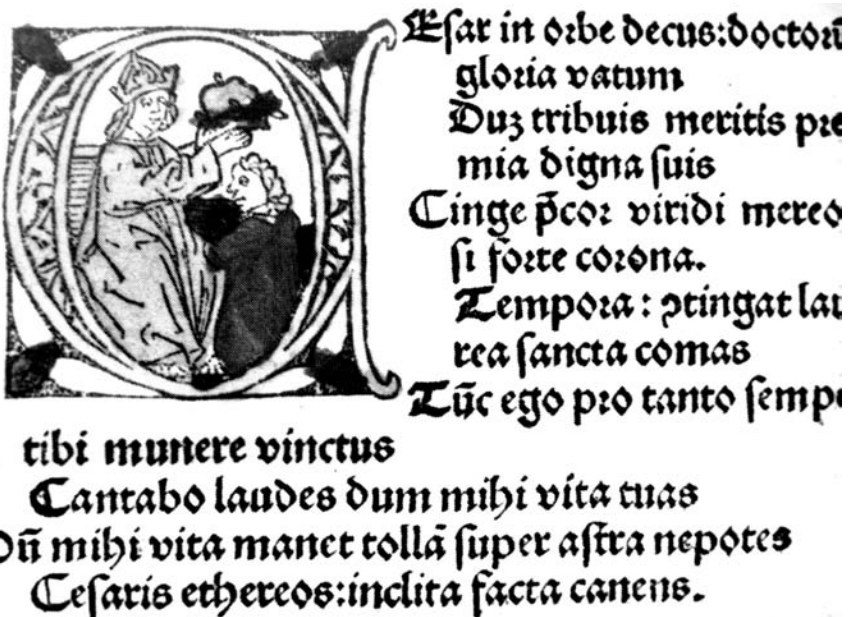 Eſar in orbe decus:doctorū
gloria vatum
Duꝫ tribuis meritis pre
mia digna ſuis
Cinge p̄cor viridi mereo
ſi forte corona.
Tempora: ꝯtingat lau
rea ſancta comas
Tūc ego pro tanto ſemp
tibi munere vinctus
Cantabo laudes dum mihi vita tuas
Dū mihi vita manet tollā ſuper aſtra nepotes
Ceſaris ethereos:inclita facta canens.